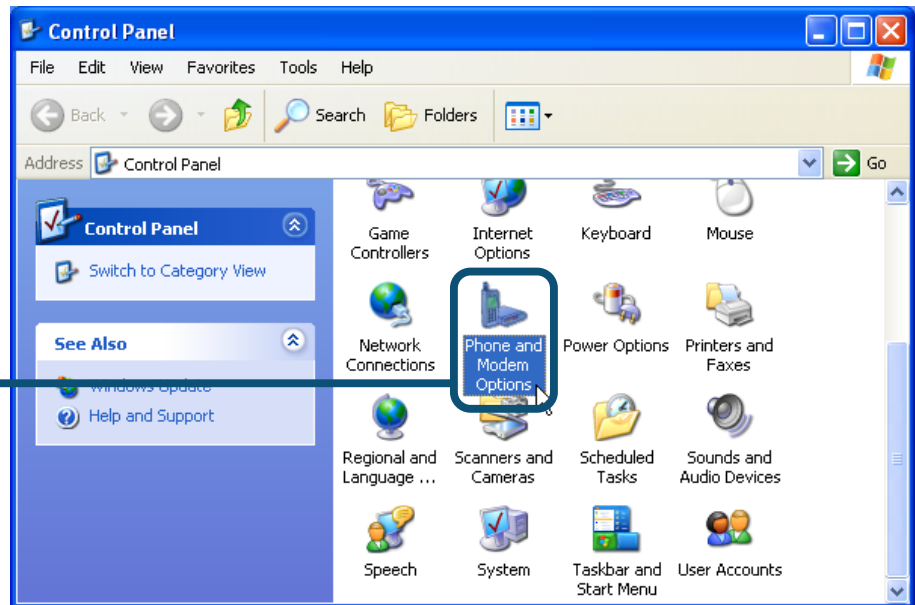 Control Panel
File Edit View Favorites Tools Help
Back Search Folders
Address Control Panel Go
Control Panel
Switch to Category View
See Also
Windows Update
Help and Support
Game Controllers
Internet Options
Keyboard
Mouse
Network Connections
Phone and Modem Options
Power Options
Printers and Faxes
Regional and Language ...
Scanners and Cameras
Scheduled Tasks
Sounds and Audio Devices
Speech
System
Taskbar and Start Menu
User Accounts